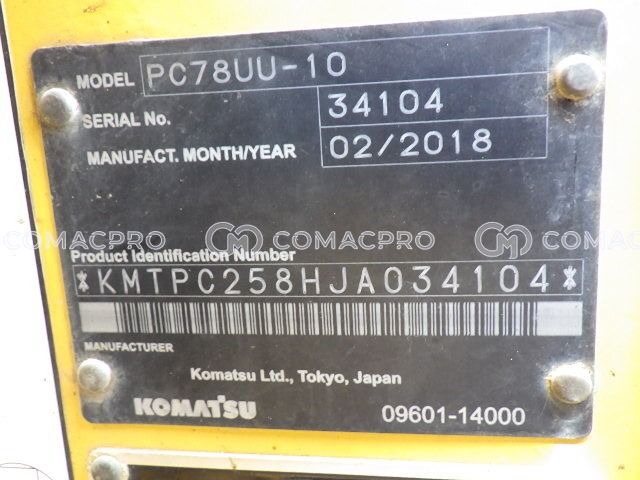 MODEL PC78UU-10
SERIAL No. 34104
MANUFACT. MONTH/YEAR 02/2018
COMACPRO COMACPRO
Product Identification Number
*KMTPC258HJA034104*
MANUFACTURER
Komatsu Ltd., Tokyo, Japan
KOMATSU 09601-14000